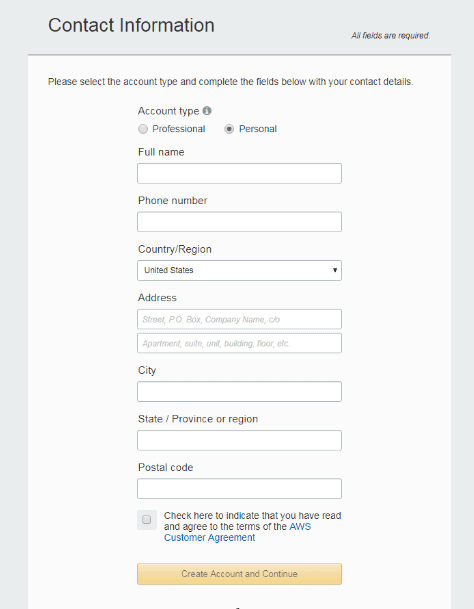 Contact Information
All fields are required.
Please select the account type and complete the fields below with your contact details.
Account type
Professional Personal
Full name
Phone number
Country/Region
United States
Address
Street, P.O. Box, Company Name, c/o
Apartment, suite, unit, building, floor, etc.
City
State / Province or region
Postal code
Check here to indicate that you have read
and agree to the terms of the AWS
Customer Agreement
Create Account and Continue